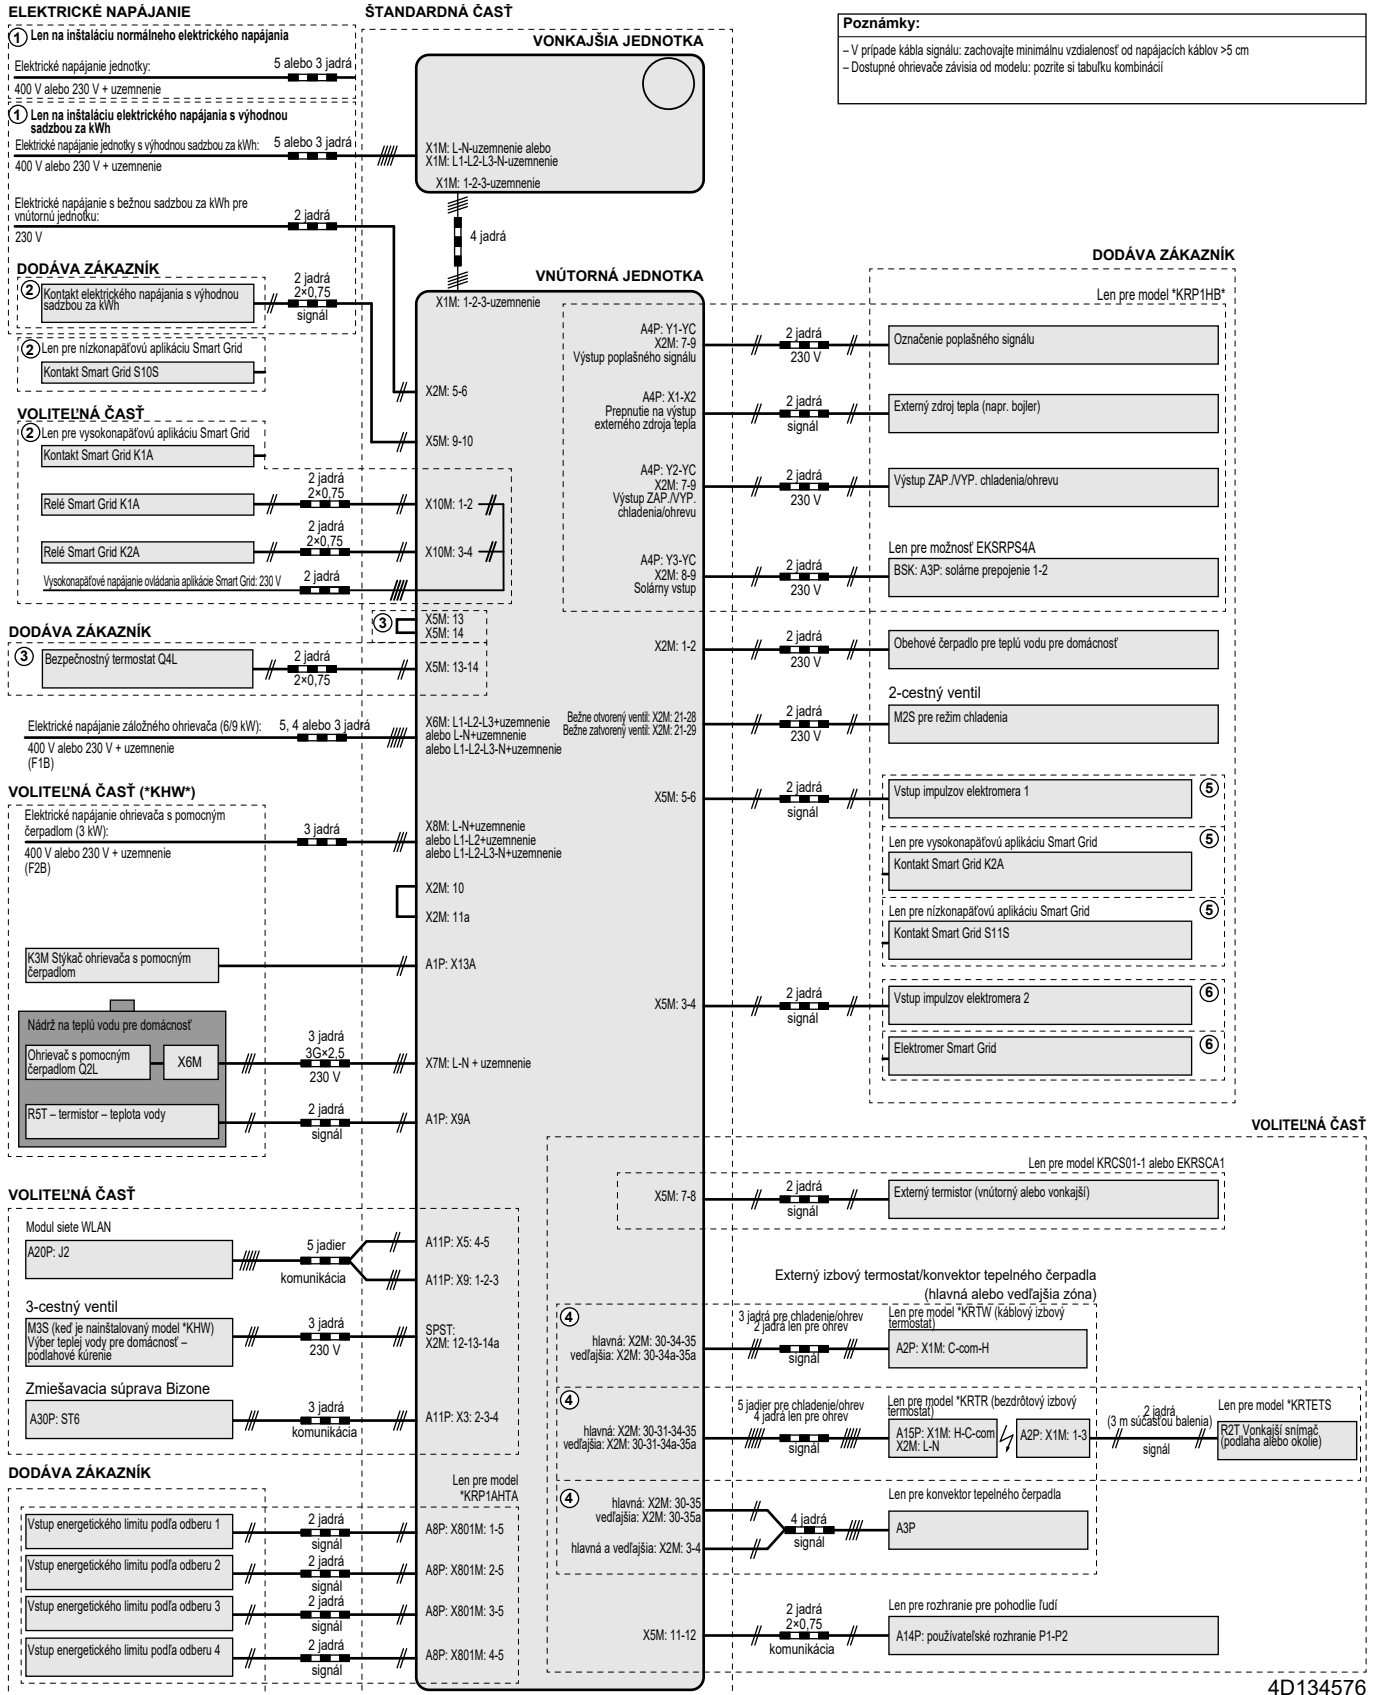 ELEKTRICKÉ NAPÁJANIE
① Len na inštaláciu normálneho elektrického napájania
Elektrické napájanie jednotky:
5 alebo 3 jadrá
400 V alebo 230 V + uzemnenie
① Len na inštaláciu elektrického napájania s výhodnou
sadzbou za kWh
Elektrické napájanie jednotky s výhodnou sadzbou za kWh:
5 alebo 3 jadrá
400 V alebo 230 V + uzemnenie
Elektrické napájanie s bežnou sadzbou za kWh pre
vnútornú jednotku:
2 jadrá
230 V
DODÁVA ZÁKAZNÍK
② Kontakt elektrického napájania s výhodnou
sadzbou za kWh
2 jadrá
2×0,75
signál
② Len pre nízkonapäťovú aplikáciu Smart Grid
Kontakt Smart Grid S10S
VOLITEĽNÁ ČASŤ
② Len pre vysokonapäťovú aplikáciu Smart Grid
Kontakt Smart Grid K1A
Relé Smart Grid K1A
2 jadrá
2×0,75
Relé Smart Grid K2A
2 jadrá
2×0,75
Vysokonapäťové napájanie ovládania aplikácie Smart Grid: 230 V
2 jadrá
DODÁVA ZÁKAZNÍK
③ Bezpečnostný termostat Q4L
2 jadrá
2×0,75
Elektrické napájanie záložného ohrievača (6/9 kW):
5, 4 alebo 3 jadrá
400 V alebo 230 V + uzemnenie
(F1B)
VOLITEĽNÁ ČASŤ (*KHW*)
Elektrické napájanie ohrievača s pomocným
čerpadlom (3 kW):
3 jadrá
400 V alebo 230 V + uzemnenie
(F2B)
K3M Stýkač ohrievača s pomocným
čerpadlom
Nádrž na teplú vodu pre domácnosť
Ohrievač s pomocným
čerpadlom Q2L
X6M
3 jadrá
3G×2,5
230 V
R5T – termistor – teplota vody
2 jadrá
signál
VOLITEĽNÁ ČASŤ
Modul siete WLAN
A20P: J2
5 jadier
komunikácia
3-cestný ventil
M3S (keď je nainštalovaný model *KHW)
Výber teplej vody pre domácnosť –
podlahové kúrenie
3 jadrá
230 V
Zmiešavacia súprava Bizone
A30P: ST6
3 jadrá
komunikácia
DODÁVA ZÁKAZNÍK
Vstup energetického limitu podľa odberu 1
2 jadrá
signál
Vstup energetického limitu podľa odberu 2
2 jadrá
signál
Vstup energetického limitu podľa odberu 3
2 jadrá
signál
Vstup energetického limitu podľa odberu 4
2 jadrá
signál
ŠTANDARDNÁ ČASŤ
VONKAJŠIA JEDNOTKA
X1M: L-N-uzemnenie alebo
X1M: L1-L2-L3-N-uzemnenie
X1M: 1-2-3-uzemnenie
4 jadrá
VNÚTORNÁ JEDNOTKA
X1M: 1-2-3-uzemnenie
X2M: 5-6
X5M: 9-10
X10M: 1-2
X10M: 3-4
③ X5M: 13
X5M: 14
X5M: 13-14
X6M: L1-L2-L3+uzemnenie
alebo L-N+uzemnenie
alebo L1-L2-L3-N+uzemnenie
X8M: L-N+uzemnenie
alebo L1-L2+uzemnenie
alebo L1-L2-L3-N+uzemnenie
X2M: 10
X2M: 11a
A1P: X13A
X7M: L-N + uzemnenie
A1P: X9A
A11P: X5: 4-5
A11P: X9: 1-2-3
SPST:
X2M: 12-13-14a
A11P: X3: 2-3-4
Len pre model
*KRP1AHTA
A8P: X801M: 1-5
A8P: X801M: 2-5
A8P: X801M: 3-5
A8P: X801M: 4-5
Poznámky:
– V prípade kábla signálu: zachovajte minimálnu vzdialenosť od napájacích káblov >5 cm
– Dostupné ohrievače závisia od modelu: pozrite si tabuľku kombinácií
DODÁVA ZÁKAZNÍK
Len pre model *KRP1HB*
A4P: Y1-YC
X2M: 7-9
Výstup poplašného signálu
2 jadrá
230 V
Označenie poplašného signálu
A4P: X1-X2
Prepnutie na výstup
externého zdroja tepla
2 jadrá
signál
Externý zdroj tepla (napr. bojler)
A4P: Y2-YC
X2M: 7-9
Výstup ZAP./VYP.
chladenia/ohrevu
2 jadrá
230 V
Výstup ZAP./VYP. chladenia/ohrevu
Len pre možnosť EKSRPS4A
A4P: Y3-YC
X2M: 8-9
Solárny vstup
2 jadrá
230 V
BSK: A3P: solárne prepojenie 1-2
X2M: 1-2
2 jadrá
230 V
Obehové čerpadlo pre teplú vodu pre domácnosť
2-cestný ventil
Bežne otvorený ventil: X2M: 21-28
Bežne zatvorený ventil: X2M: 21-29
2 jadrá
230 V
M2S pre režim chladenia
X5M: 5-6
2 jadrá
signál
Vstup impulzov elektromera 1 ⑤
Len pre vysokonapäťovú aplikáciu Smart Grid ⑤
Kontakt Smart Grid K2A
Len pre nízkonapäťovú aplikáciu Smart Grid ⑤
Kontakt Smart Grid S11S
X5M: 3-4
2 jadrá
signál
Vstup impulzov elektromera 2 ⑥
Elektromer Smart Grid ⑥
VOLITEĽNÁ ČASŤ
Len pre model KRCS01-1 alebo EKRSCA1
X5M: 7-8
2 jadrá
signál
Externý termistor (vnútorný alebo vonkajší)
Externý izbový termostat/konvektor tepelného čerpadla
(hlavná alebo vedľajšia zóna)
④
hlavná: X2M: 30-34-35
vedľajšia: X2M: 30-34a-35a
3 jadrá pre chladenie/ohrev
2 jadrá len pre ohrev
signál
Len pre model *KRTW (káblový izbový
termostat)
A2P: X1M: C-com-H
④
hlavná: X2M: 30-31-34-35
vedľajšia: X2M: 30-31-34a-35a
5 jadier pre chladenie/ohrev
4 jadrá len pre ohrev
signál
Len pre model *KRTR (bezdrôtový izbový
termostat)
A15P: X1M: H-C-com
X2M: L-N
A2P: X1M: 1-3
2 jadrá
(3 m súčasťou balenia)
signál
Len pre model *KRTETS
R2T Vonkajší snímač
(podlaha alebo okolie)
④
hlavná: X2M: 30-35
vedľajšia: X2M: 30-35a
hlavná a vedľajšia: X2M: 3-4
4 jadrá
signál
Len pre konvektor tepelného čerpadla
A3P
X5M: 11-12
2 jadrá
2×0,75
komunikácia
Len pre rozhranie pre pohodlie ľudí
A14P: používateľské rozhranie P1-P2
4D134576